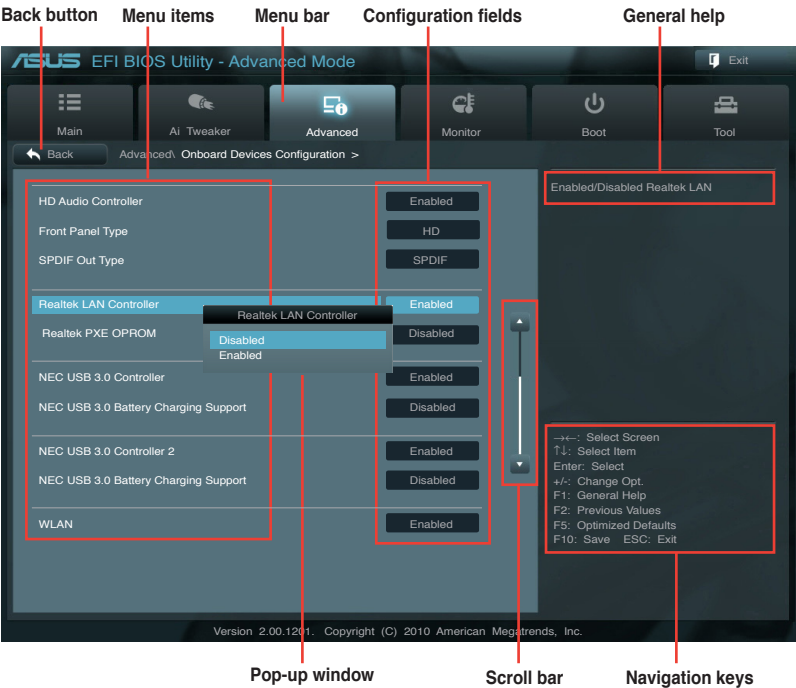 Back button Menu items Menu bar Configuration fields General help
ASUS EFI BIOS Utility - Advanced Mode Exit
Main Ai Tweaker Advanced Monitor Boot Tool
Back Advanced\ Onboard Devices Configuration >
Enabled/Disabled Realtek LAN
HD Audio Controller Enabled
Front Panel Type HD
SPDIF Out Type SPDIF
Realtek LAN Controller Enabled
Realtek LAN Controller
Disabled
Enabled
Realtek PXE OPROM Disabled
NEC USB 3.0 Controller Enabled
NEC USB 3.0 Battery Charging Support Disabled
NEC USB 3.0 Controller 2 Enabled
NEC USB 3.0 Battery Charging Support Disabled
WLAN Enabled
→←: Select Screen
↑↓: Select Item
Enter: Select
+/-: Change Opt.
F1: General Help
F2: Previous Values
F5: Optimized Defaults
F10: Save ESC: Exit
Version 2.00.1201. Copyright (C) 2010 American Megatrends, Inc.
Pop-up window Scroll bar Navigation keys